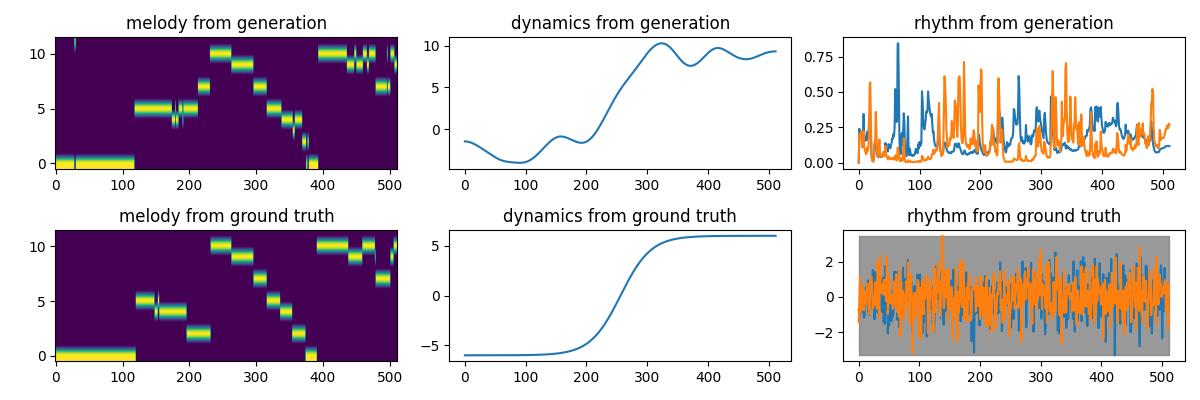 melody from generation
dynamics from generation
rhythm from generation
10
5
0
0 100 200 300 400 500
10
5
0
0 100 200 300 400 500
0.75
0.50
0.25
0.00
0 100 200 300 400 500
melody from ground truth
dynamics from ground truth
rhythm from ground truth
10
5
0
0 100 200 300 400 500
5
0
−5
0 100 200 300 400 500
2
0
−2
0 100 200 300 400 500